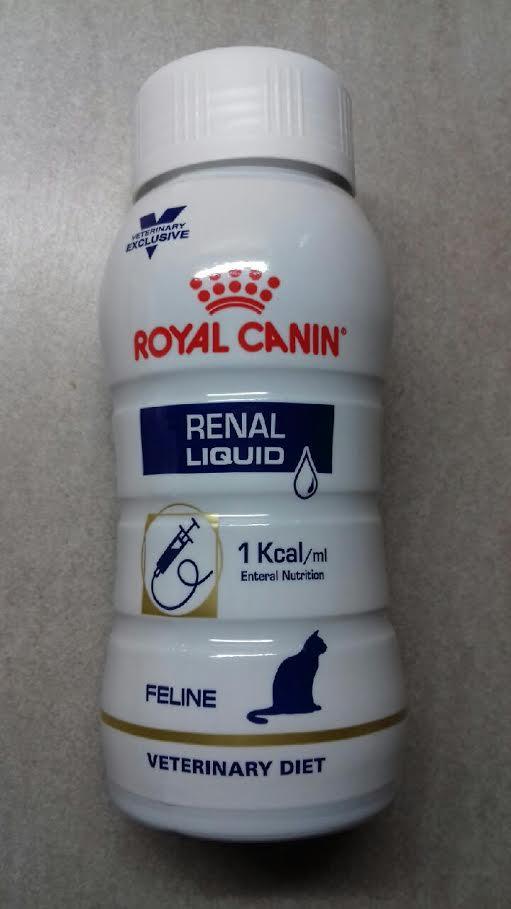 VETERINARY
EXCLUSIVE
ROYAL CANIN®
RENAL
LIQUID
1 Kcal/ml
Enteral Nutrition
FELINE
VETERINARY DIET